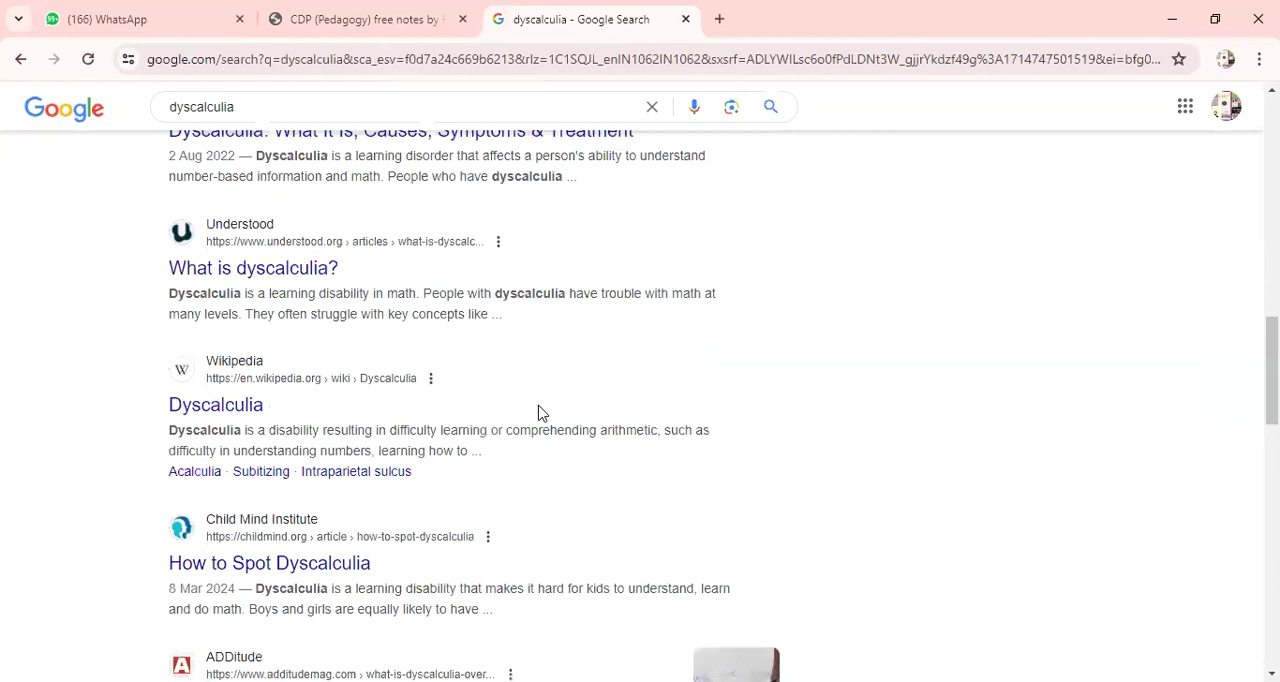 (166) WhatsApp
CDP (Pedagogy) free notes by
dyscalculia - Google Search
google.com/search?q=dyscalculia&sca_esv=f0d7a24c669b6213&rlz=1C1SQJL_enIN1062IN1062&sxsrf=ADLYWILsc6o0fPdLDNt3W_gjjrYkdzf49g%3A1714747501519&ei=bfg0...
Google
dyscalculia
Dyscalculia: What It Is, Causes, Symptoms & Treatment
2 Aug 2022 — Dyscalculia is a learning disorder that affects a person's ability to understand
number-based information and math. People who have dyscalculia ...
Understood
https://www.understood.org › articles › what-is-dyscalc...
What is dyscalculia?
Dyscalculia is a learning disability in math. People with dyscalculia have trouble with math at
many levels. They often struggle with key concepts like ...
W
Wikipedia
https://en.wikipedia.org › wiki › Dyscalculia
Dyscalculia
Dyscalculia is a disability resulting in difficulty learning or comprehending arithmetic, such as
difficulty in understanding numbers, learning how to ...
Acalculia · Subitizing · Intraparietal sulcus
Child Mind Institute
https://childmind.org › article › how-to-spot-dyscalculia
How to Spot Dyscalculia
8 Mar 2024 — Dyscalculia is a learning disability that makes it hard for kids to understand, learn
and do math. Boys and girls are equally likely to have ...
A
ADDitude
https://www.additudemag.com › what-is-dyscalculia-over...